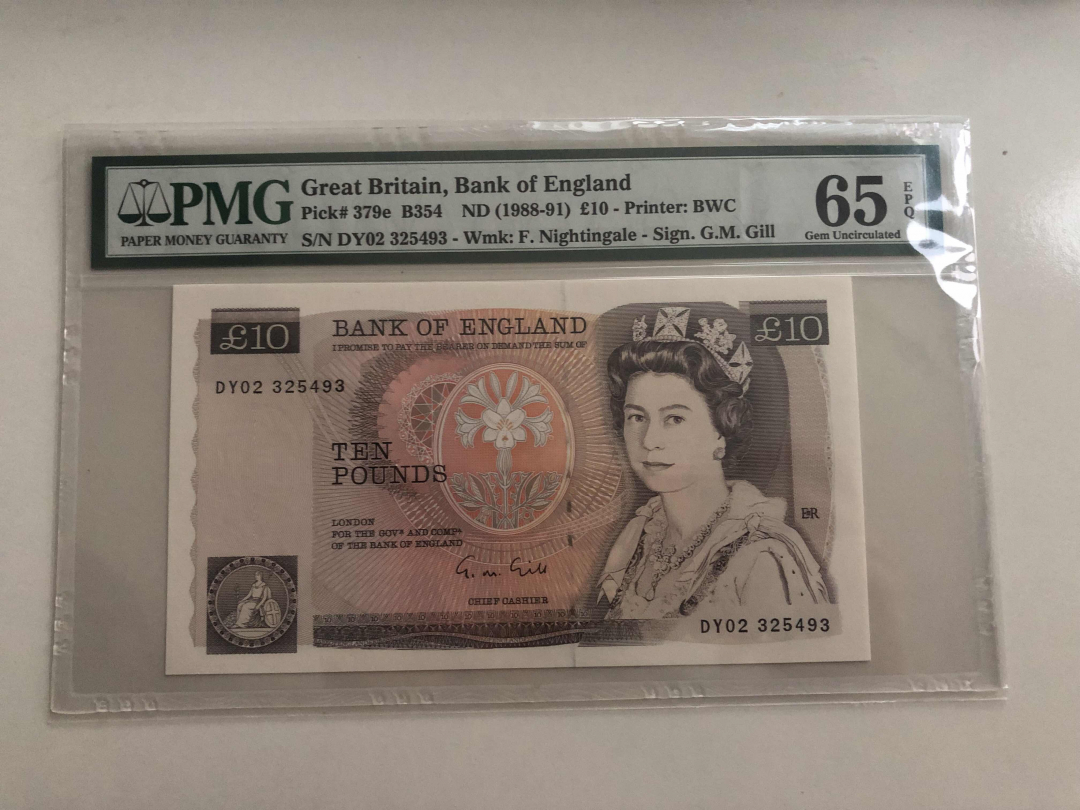 PMG
PAPER MONEY GUARANTY
Great Britain, Bank of England
Pick# 379e B354 ND (1988-91) £10 - Printer: BWC
S/N DY02 325493 - Wmk: F. Nightingale - Sign. G.M. Gill
65
EPQ
Gem Uncirculated
£10
BANK OF ENGLAND
I PROMISE TO PAY THE BEARER ON DEMAND THE SUM OF
£10
DY02 325493
TEN
POUNDS
LONDON
FOR THE GOVR AND COMPA
OF THE BANK OF ENGLAND
G. M. Gill
CHIEF CASHIER
EIIR
DY02 325493